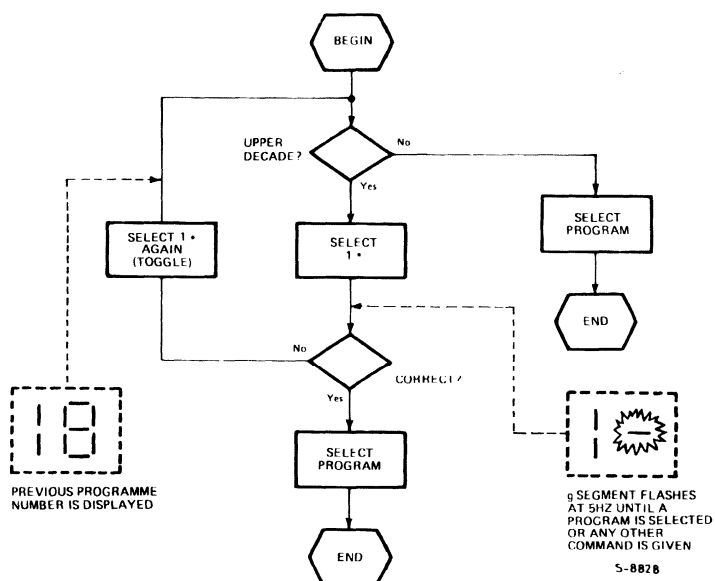 BEGIN
UPPER
DECADE?
No
Yes
SELECT 1 •
AGAIN
(TOGGLE)
SELECT
1 •
SELECT
PROGRAM
END
No
CORRECT?
Yes
18
1 -
SELECT
PROGRAM
PREVIOUS PROGRAMME
NUMBER IS DISPLAYED
g SEGMENT FLASHES
AT 5HZ UNTIL A
PROGRAM IS SELECTED
OR ANY OTHER
COMMAND IS GIVEN
END
S-8828